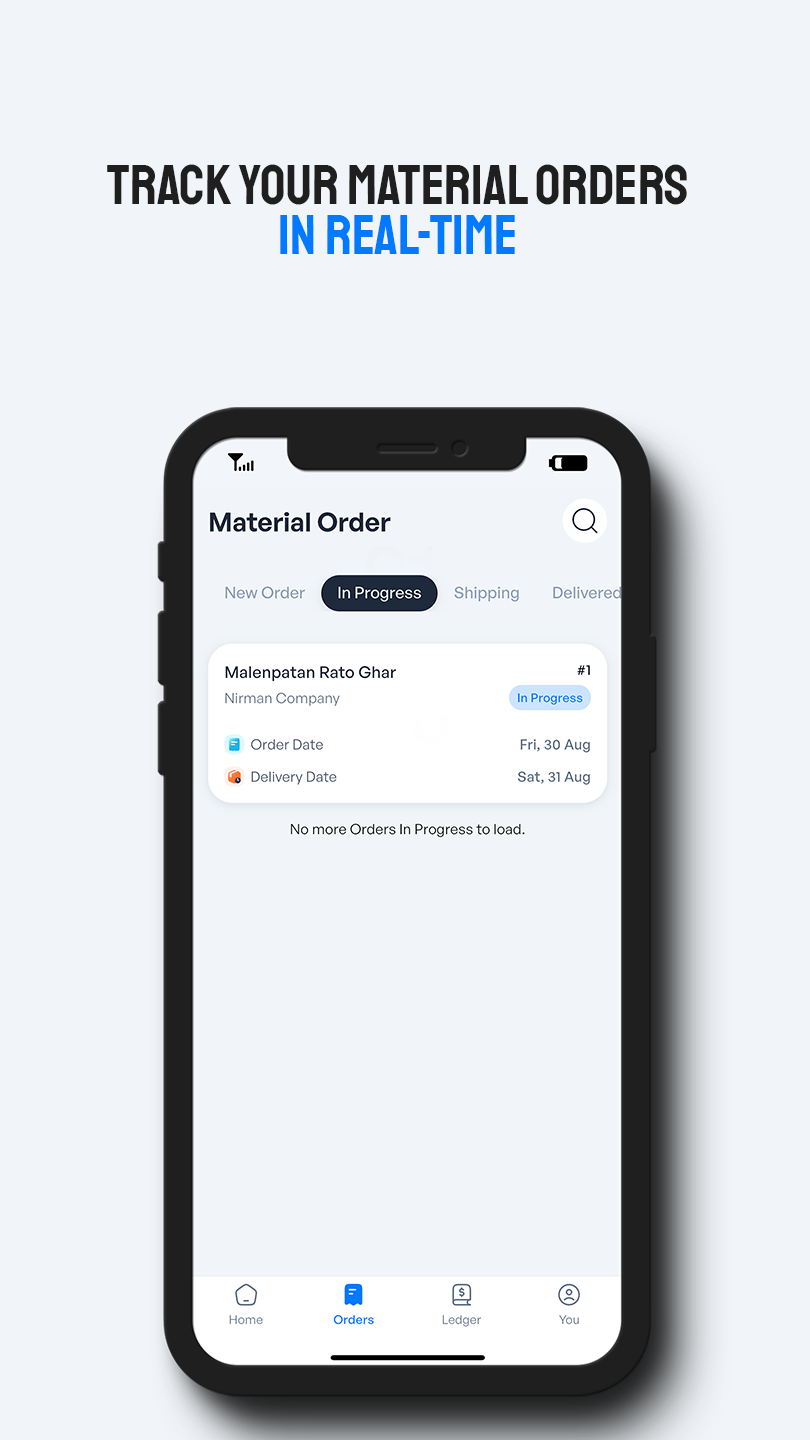 TRACK YOUR MATERIAL ORDERS
IN REAL-TIME
Material Order
New Order In Progress Shipping Delivered
Malenpatan Rato Ghar #1
Nirman Company In Progress
Order Date Fri, 30 Aug
Delivery Date Sat, 31 Aug
No more Orders In Progress to load.
Home Orders Ledger You